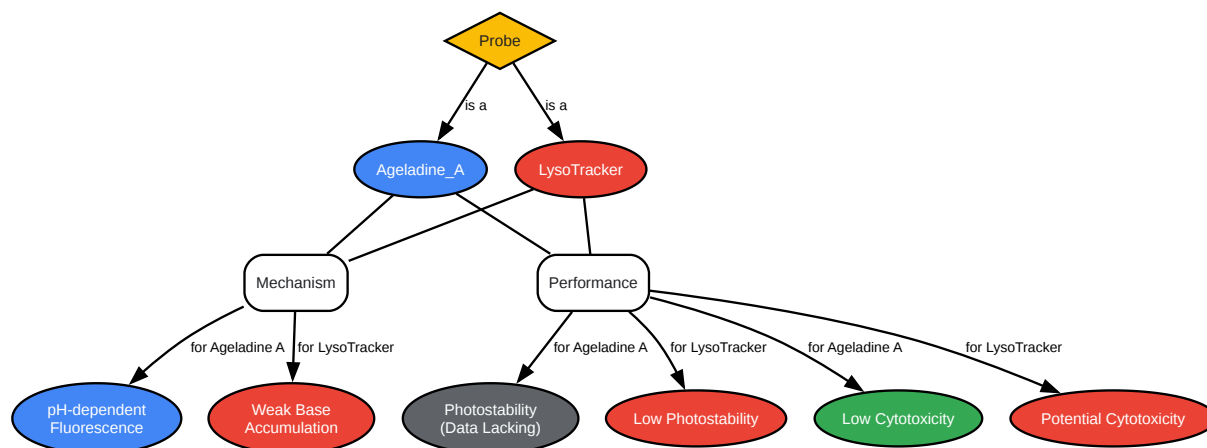 Probe
is a
is a
Ageladine_A
LysoTracker
Mechanism
Performance
for Ageladine A
for LysoTracker
for Ageladine A
for LysoTracker
for Ageladine A
for LysoTracker
pH-dependent
Fluorescence
Weak Base
Accumulation
Photostability
(Data Lacking)
Low Photostability
Low Cytotoxicity
Potential Cytotoxicity